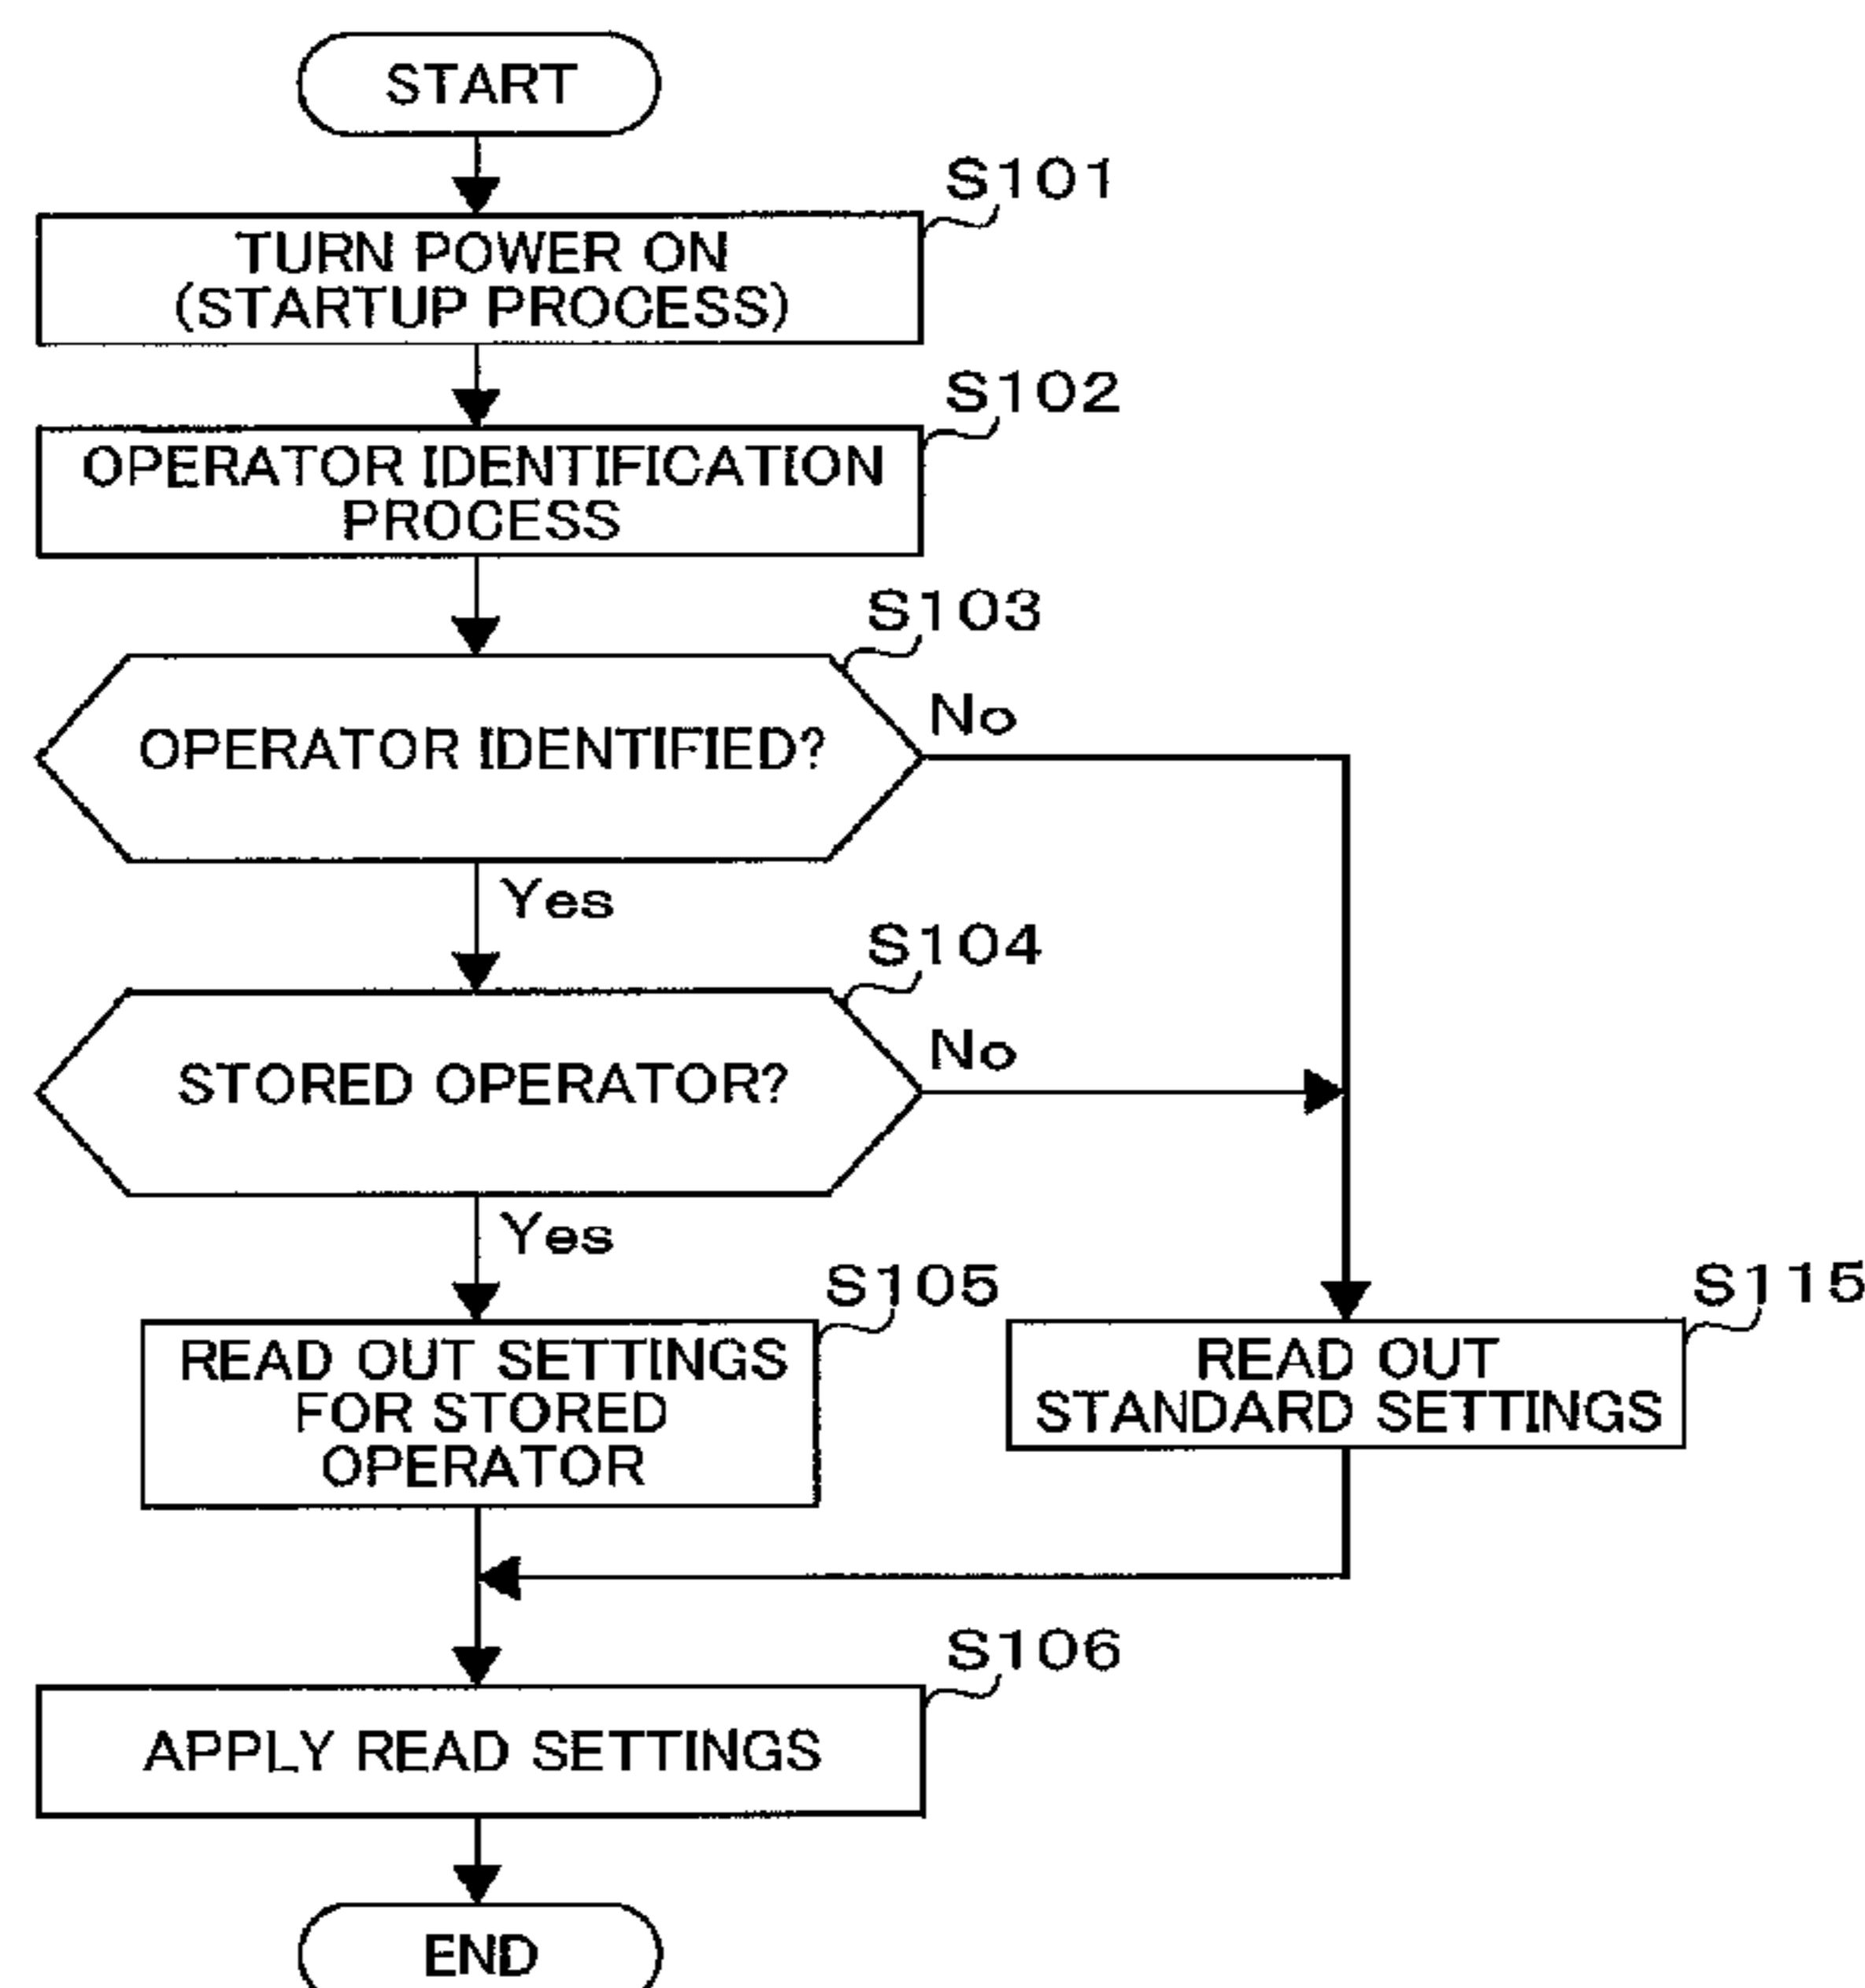 START
S101
TURN POWER ON
(STARTUP PROCESS)
S102
OPERATOR IDENTIFICATION
PROCESS
S103
OPERATOR IDENTIFIED?
No
Yes
S104
STORED OPERATOR?
No
Yes
S105
READ OUT SETTINGS
FOR STORED
OPERATOR
S115
READ OUT
STANDARD SETTINGS
S106
APPLY READ SETTINGS
END